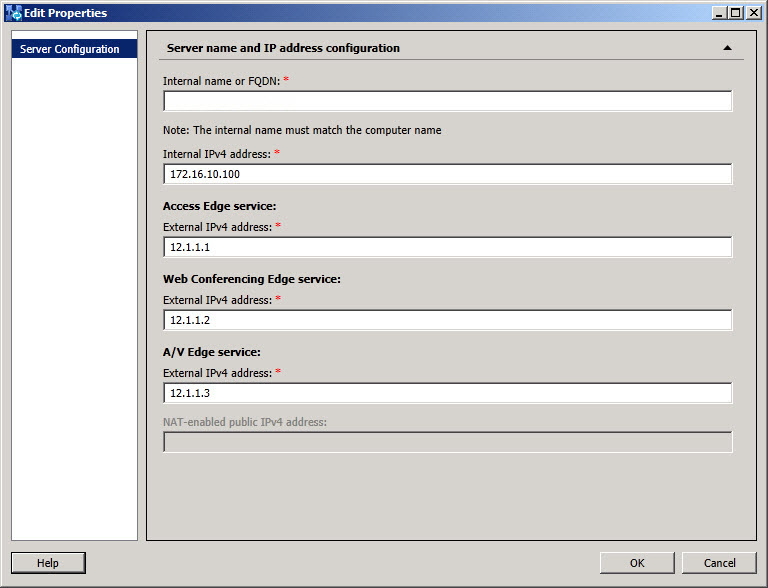 Edit Properties
Server Configuration
Server name and IP address configuration
Internal name or FQDN: *
Note: The internal name must match the computer name
Internal IPv4 address: *
172.16.10.100
Access Edge service:
External IPv4 address: *
12.1.1.1
Web Conferencing Edge service:
External IPv4 address: *
12.1.1.2
A/V Edge service:
External IPv4 address: *
12.1.1.3
NAT-enabled public IPv4 address:
Help
OK
Cancel